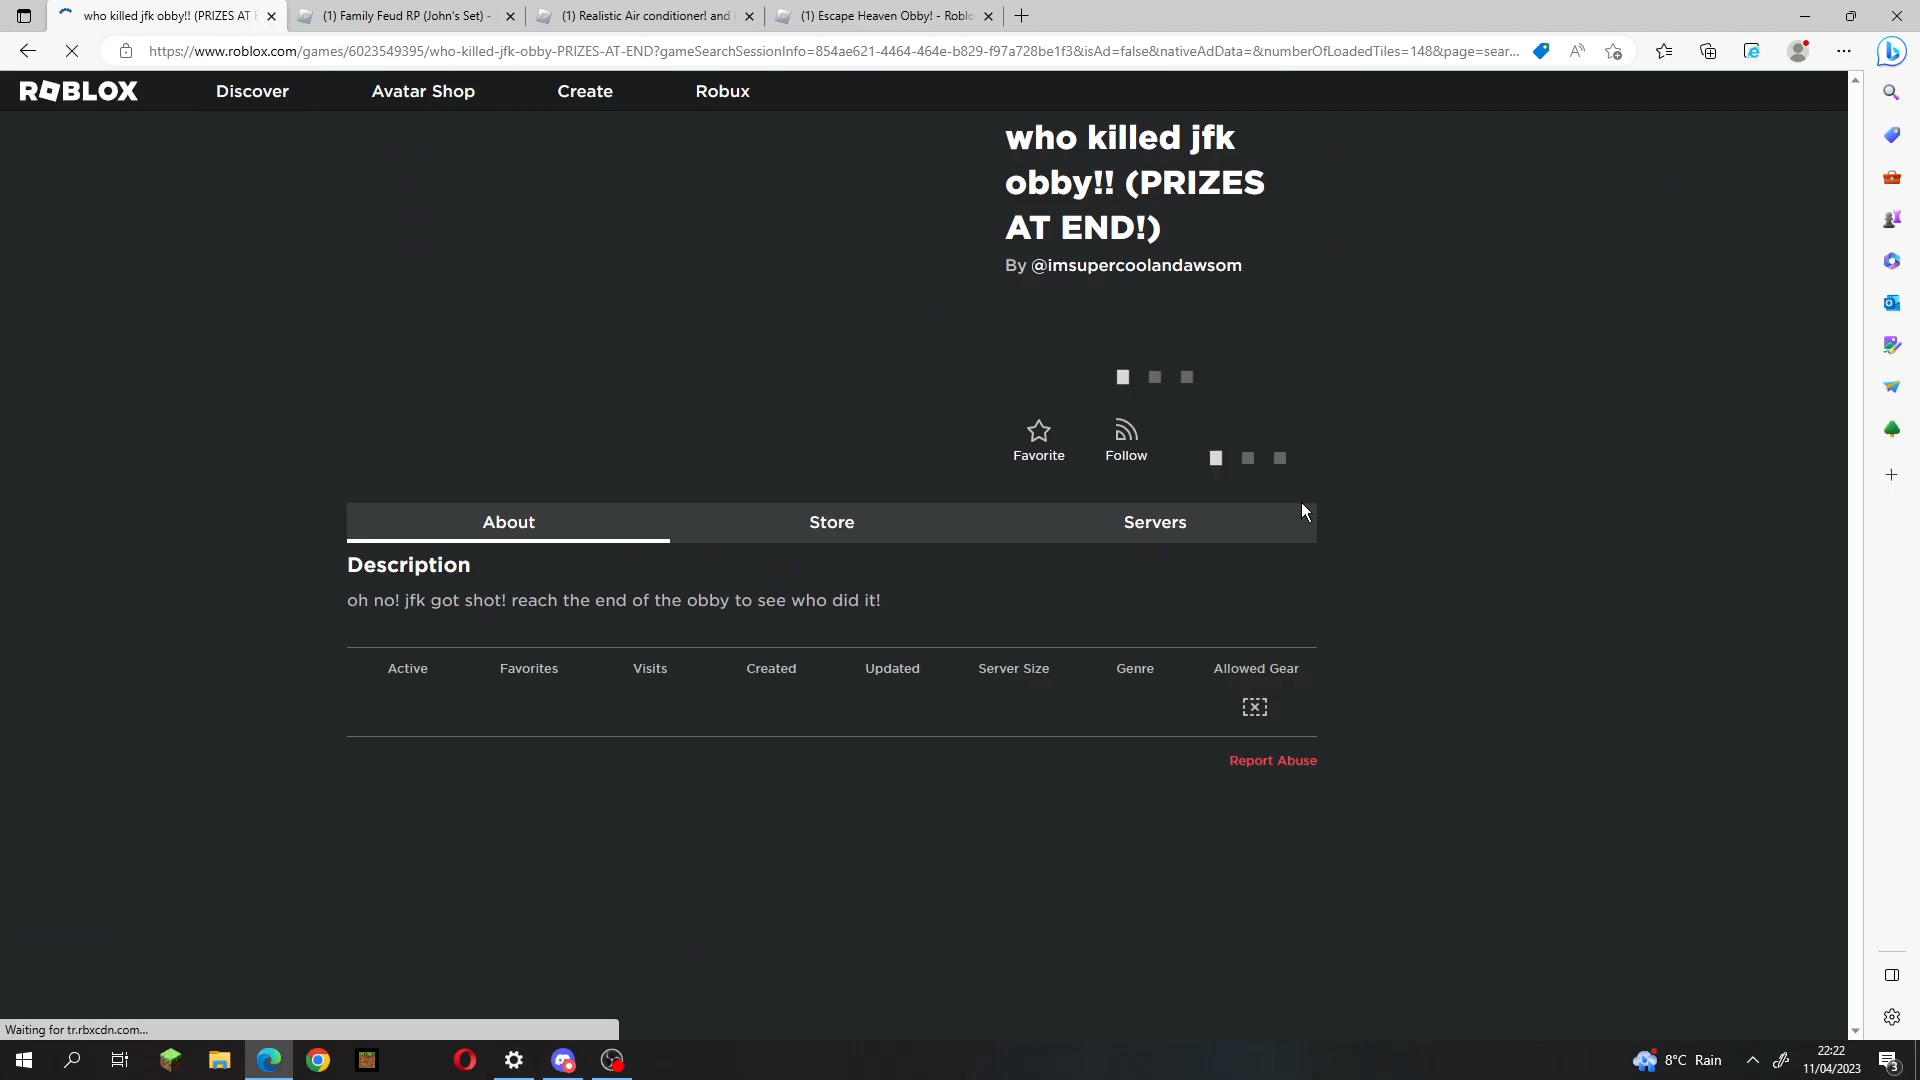 who killed jfk obby!! (PRIZES AT E
(1) Family Feud RP (John's Set) -
(1) Realistic Air conditioner! and
(1) Escape Heaven Obby! - Roblo
https://www.roblox.com/games/6023549395/who-killed-jfk-obby-PRIZES-AT-END?gameSearchSessionInfo=854ae621-4464-464e-b829-f97a728be1f3&isAd=false&nativeAdData=&numberOfLoadedTiles=148&page=sear...
ROBLOX
Discover
Avatar Shop
Create
Robux
who killed jfk
obby!! (PRIZES
AT END!)
By @imsupercoolandawsom
Favorite
Follow
About
Store
Servers
Description
oh no! jfk got shot! reach the end of the obby to see who did it!
Active
Favorites
Visits
Created
Updated
Server Size
Genre
Allowed Gear
Report Abuse
Waiting for tr.rbxcdn.com...
8°C Rain
22:22
11/04/2023
3